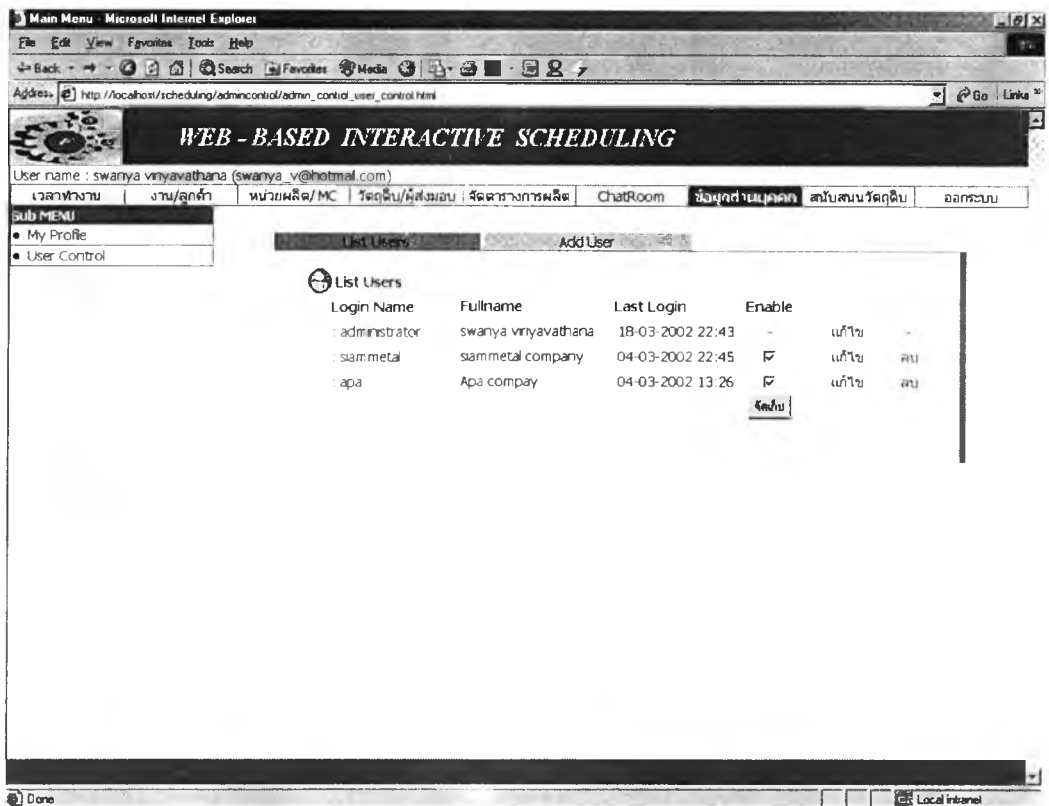 Main Menu - Microsoft Internet Explorer
File Edit View Favorites Tools Help
Back Search Favorites Media
Address http://localhost/scheduling/admincontrol/admin_control_user_control.html Go Links
WEB - BASED INTERACTIVE SCHEDULING
User name : swanya viriyavathana (swanya_v@hotmail.com)
เวลาทำงาน งาน/ลูกค้า หน่วยผลิต/MC วัตถุดิบ/ผู้ส่งมอบ จัดตารางการผลิต ChatRoom ข้อมูลส่วนบุคคล สนับสนุนวัตถุดิบ ออกระบบ
Sub MENU
My Profile
User Control
List Users Add User
List Users
Login Name Fullname Last Login Enable
: administrator swanya viriyavathana 18-03-2002 22:43 - แก้ไข -
: siammetal siammetal company 04-03-2002 22:45 แก้ไข ลบ
: apa Apa compay 04-03-2002 13:26 แก้ไข ลบ
จัดเก็บ
Done Local intranet